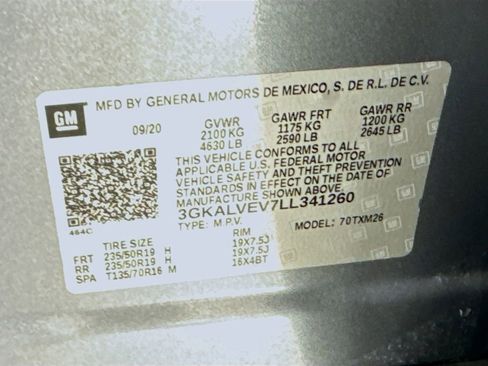 GM
MFD BY GENERAL MOTORS DE MEXICO, S. DE R.L. DE C.V.
09/20 GVWR GAWR FRT GAWR RR
2100 KG 1175 KG 1200 KG
4630 LB 2590 LB 2645 LB
THIS VEHICLE CONFORMS TO ALL
APPLICABLE U.S. FEDERAL MOTOR
VEHICLE SAFETY AND THEFT PREVENTION
STANDARDS IN EFFECT ON THE DATE OF
MANUFACTURE SHOWN ABOVE.
3GKALVEV7LL341260
TYPE: M.P.V. MODEL: 70TXM26
464C
TIRE SIZE RIM
FRT 235/50R19 H 19X7.5J
RR 235/50R19 H 19X7.5J
SPA T135/70R16 M 16X4BT